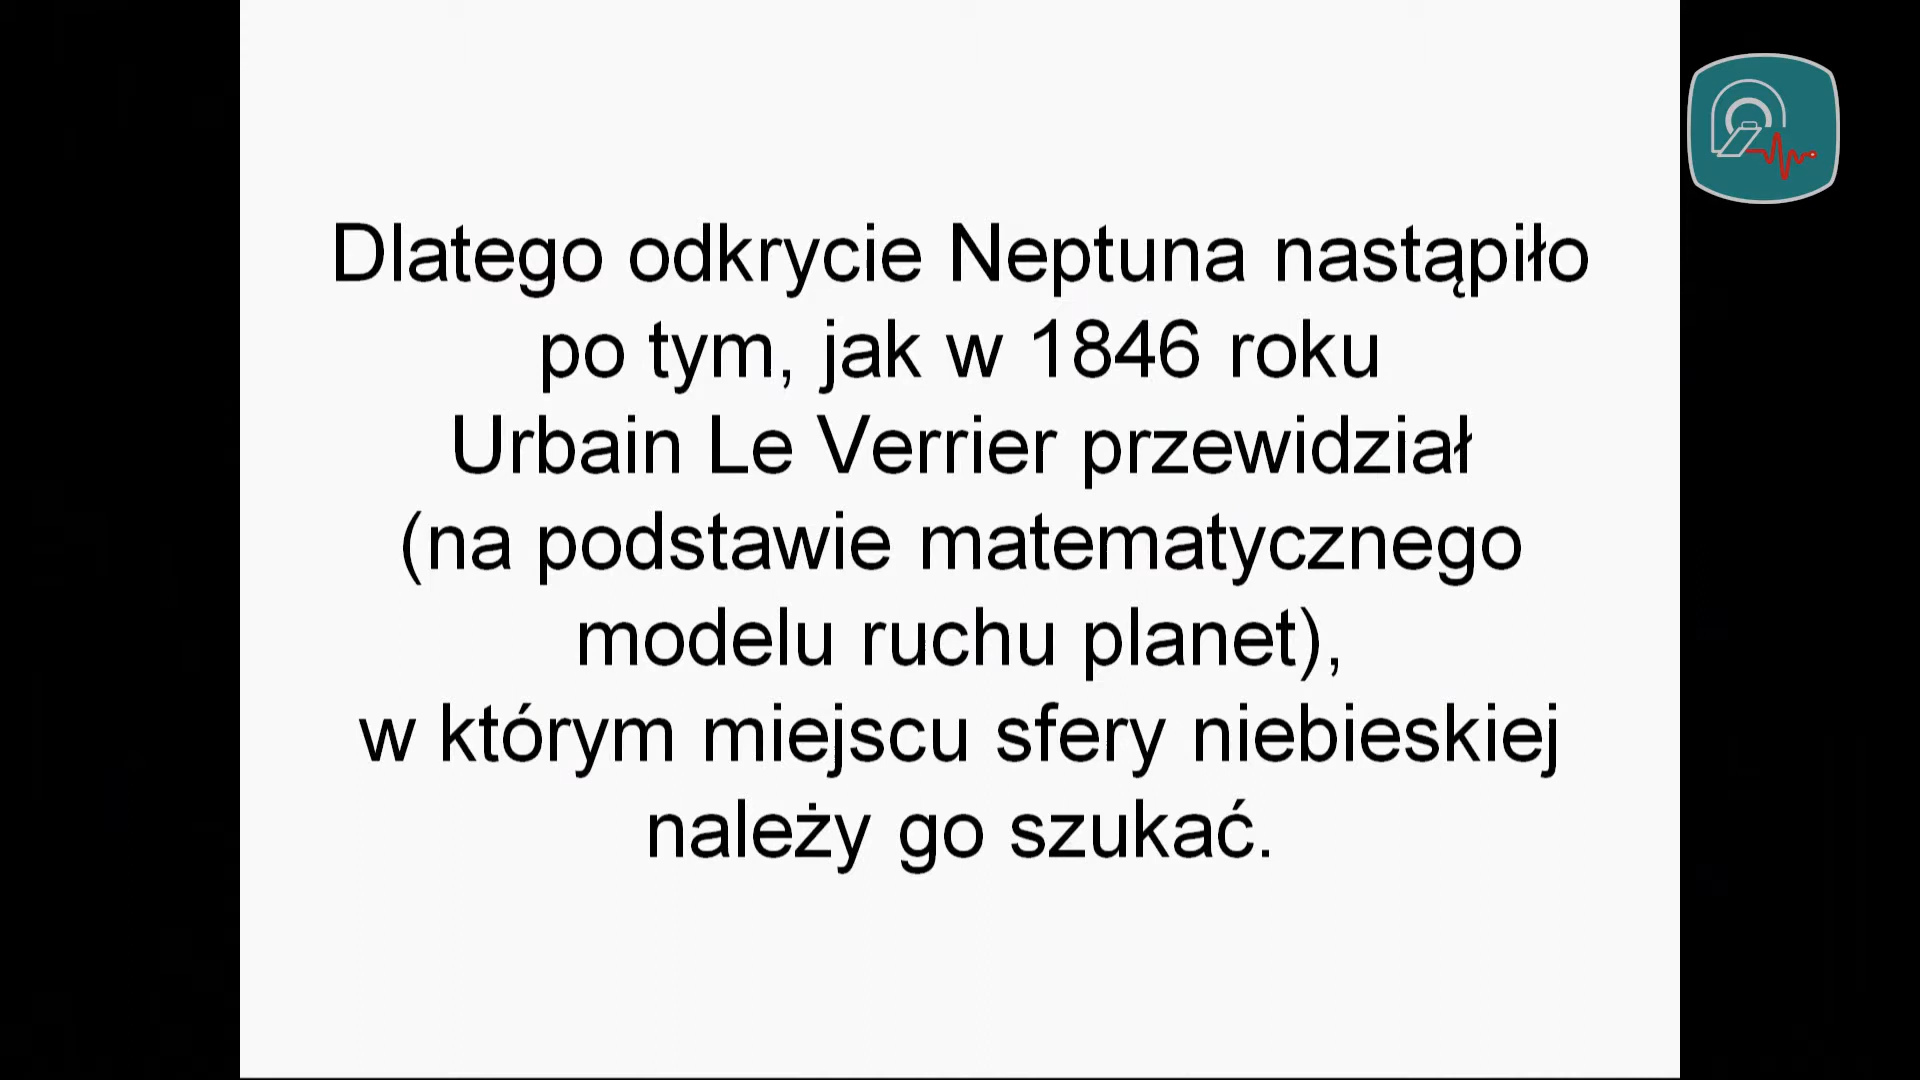 Dlatego odkrycie Neptuna nastąpiło
po tym, jak w 1846 roku
Urbain Le Verrier przewidział
(na podstawie matematycznego
modelu ruchu planet),
w którym miejscu sfery niebieskiej
należy go szukać.